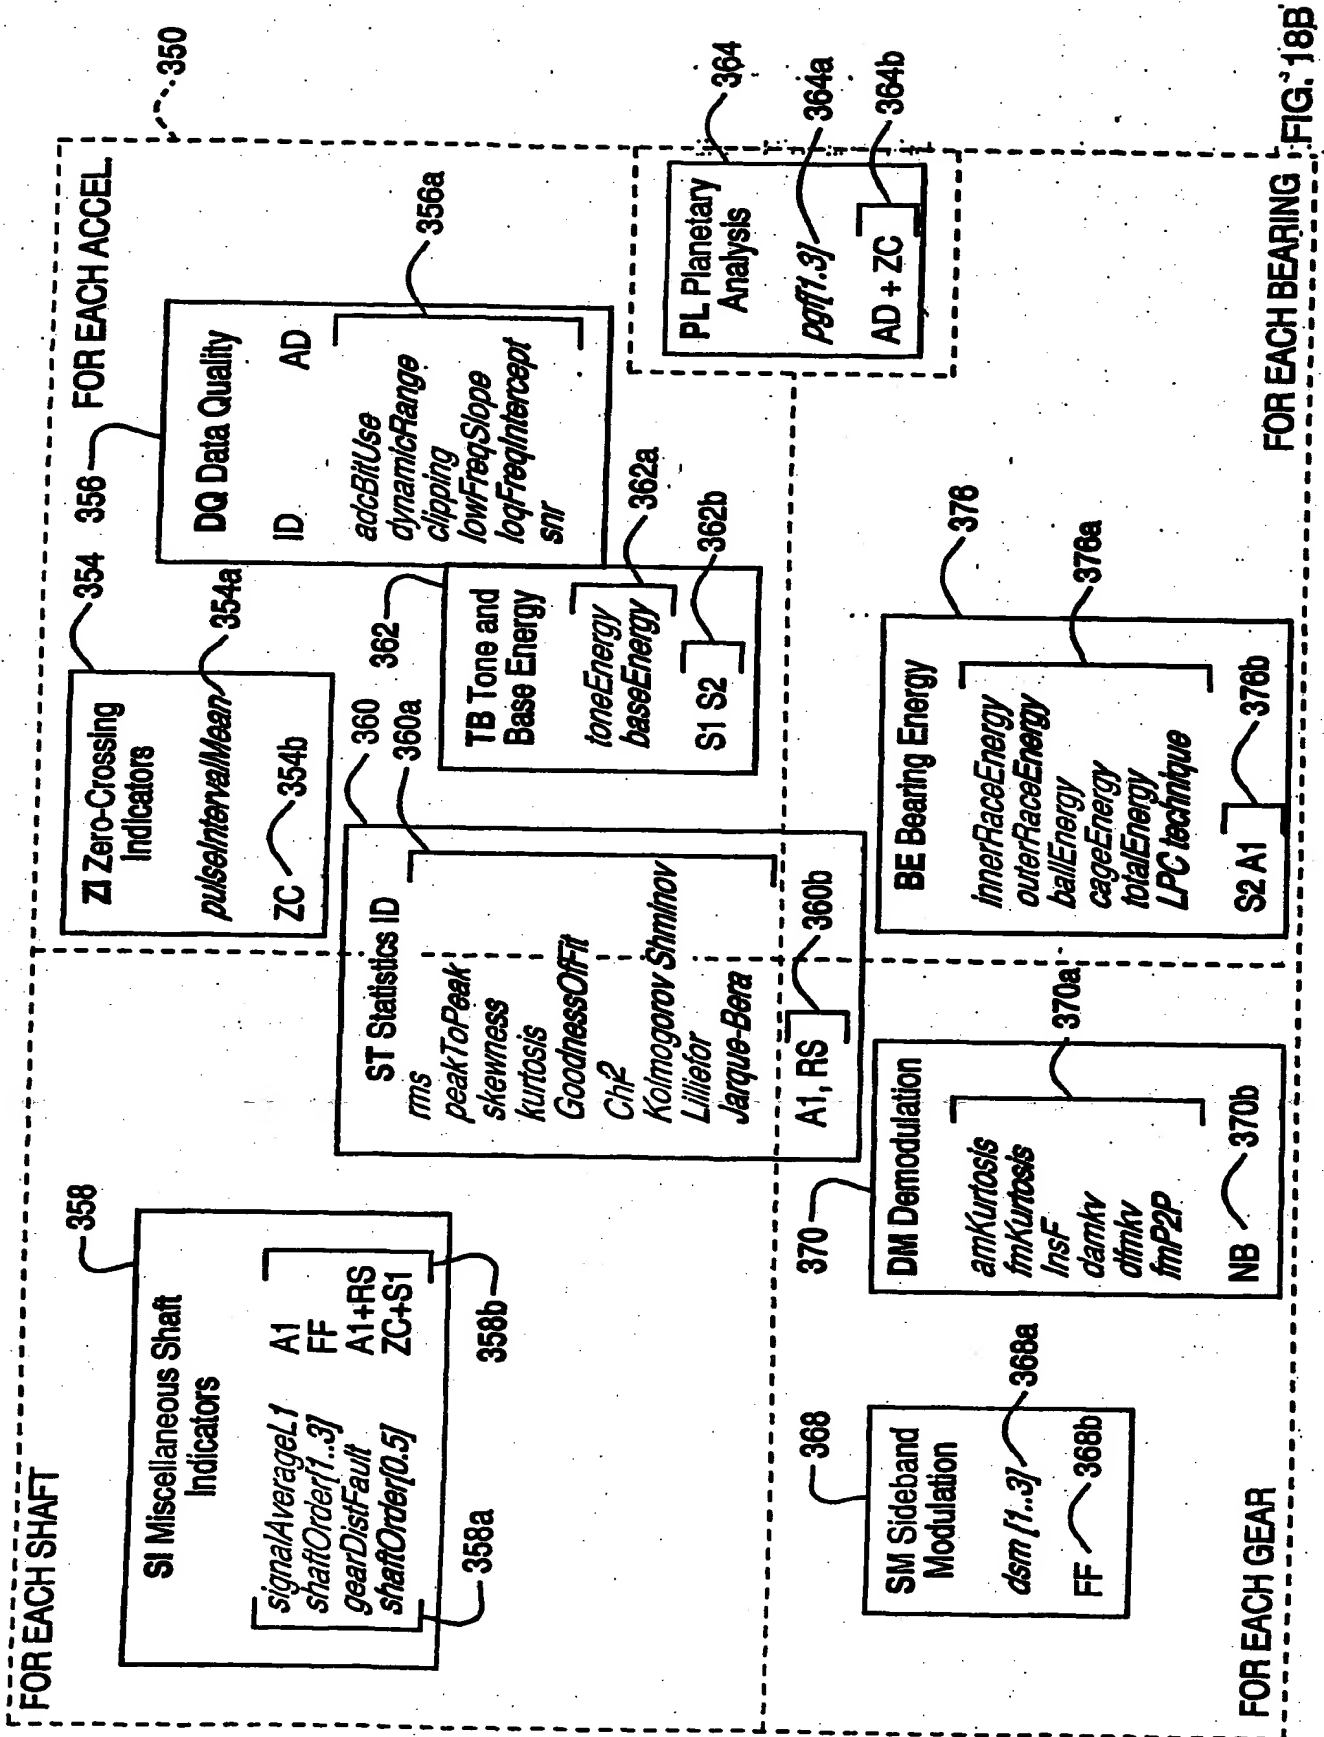 FOR EACH SHAFT
358
SI Miscellaneous Shaft
Indicators
signalAverageL1 A1
shaftOrder[1..3] FF
gearDistFault A1+RS
shaftOrder[0.5] ZC+S1
358a
358b
354
ZI Zero-Crossing
Indicators
pulseIntervalMean
354a
ZC
354b
356
FOR EACH ACCEL.
350
DQ Data Quality
ID AD
adcBitUse
dynamicRange
clipping
lowFreqSlope
loqFreqIntercept
snr
356a
360
360a
ST Statistics ID
rms
peakToPeak
skewness
kurtosis
GoodnessOfFit
Chi2
Kolmogorov Shminov
Lilliefor
Jarque-Bera
A1, RS
360b
362
TB Tone and
Base Energy
toneEnergy
baseEnergy
362a
S1 S2
362b
364
PL Planetary
Analysis
pgf[1.3]
364a
AD + ZC
364b
368
SM Sideband
Modulation
dsm [1..3]
368a
FF
368b
FOR EACH GEAR
370
DM Demodulation
amKurtosis
fmKurtosis
InsF
damkv
dfmkv
fmP2P
370a
NB
370b
376
BE Bearing Energy
innerRaceEnergy
outerRaceEnergy
ballEnergy
cageEnergy
totalEnergy
LPC technique
376a
S2 A1
376b
FOR EACH BEARING
FIG. 18B